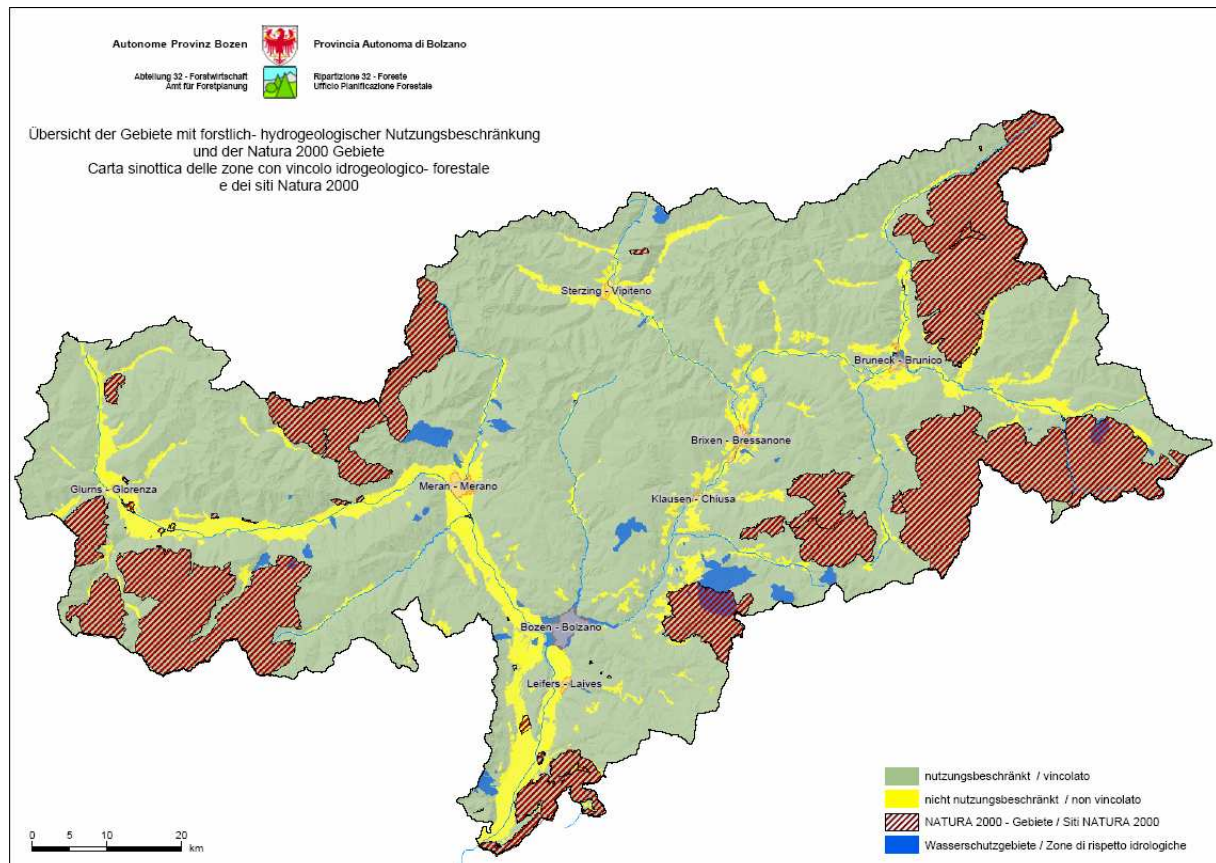 Autonome Provinz Bozen
Provincia Autonoma di Bolzano
Abteilung 32 - Forstwirtschaft
Amt für Forstplanung
Ripartizione 32 - Foreste
Ufficio Pianificazione Forestale
Übersicht der Gebiete mit forstlich- hydrogeologischer Nutzungsbeschränkung
und der Natura 2000 Gebiete
Carta sinottica delle zone con vincolo idrogeologico- forestale
e dei siti Natura 2000
Sterzing - Vipiteno
Bruneck - Brunico
Brixen - Bressanone
Glurns - Glorenza
Meran - Merano
Klausen - Chiusa
Bozen - Bolzano
Leifers - Laives
nutzungsbeschränkt / vincolato
nicht nutzungsbeschränkt / non vincolato
NATURA 2000 - Gebiete / Siti NATURA 2000
Wasserschutzgebiete / Zone di rispetto idrologiche
0 5 10 20
km